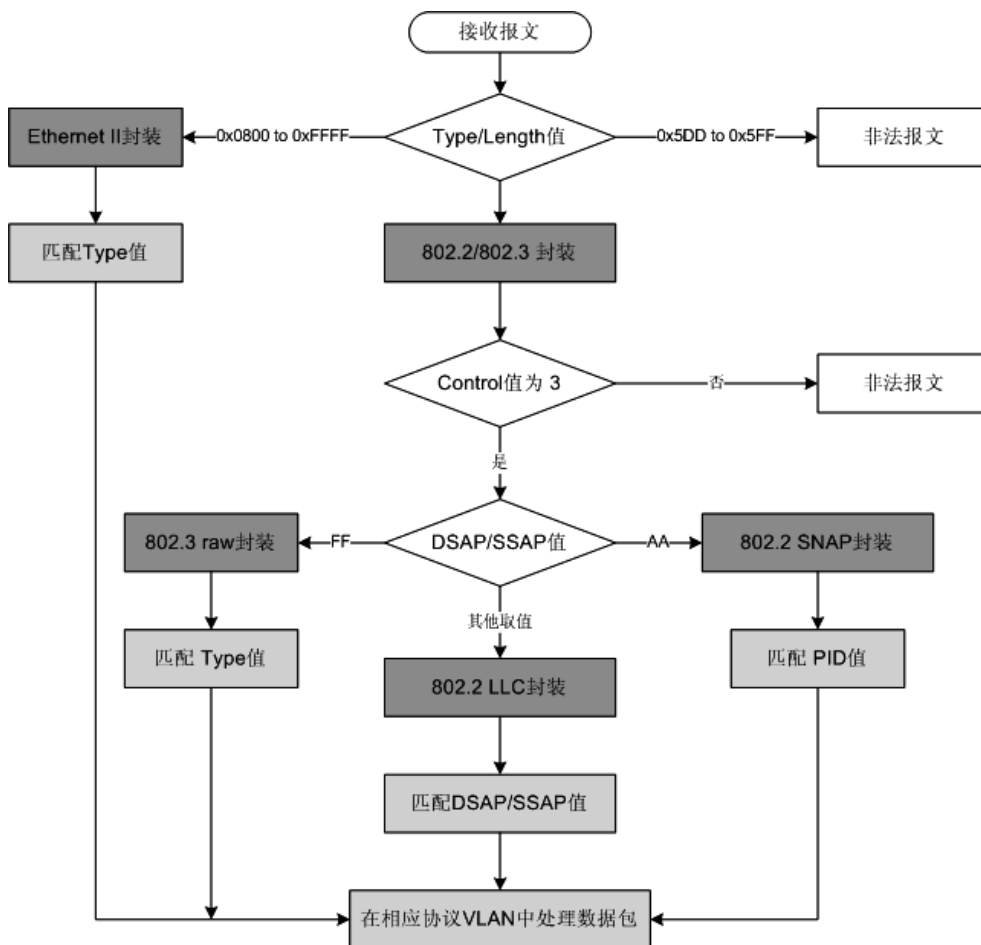 接收报文
Type/Length值
0x0800 to 0xFFFF
0x5DD to 0x5FF
Ethernet II封装
非法报文
匹配Type值
802.2/802.3 封装
Control值为 3
否
非法报文
是
DSAP/SSAP值
FF
AA
802.3 raw封装
802.2 SNAP封装
其他取值
匹配 Type值
802.2 LLC封装
匹配 PID值
匹配DSAP/SSAP值
在相应协议VLAN中处理数据包